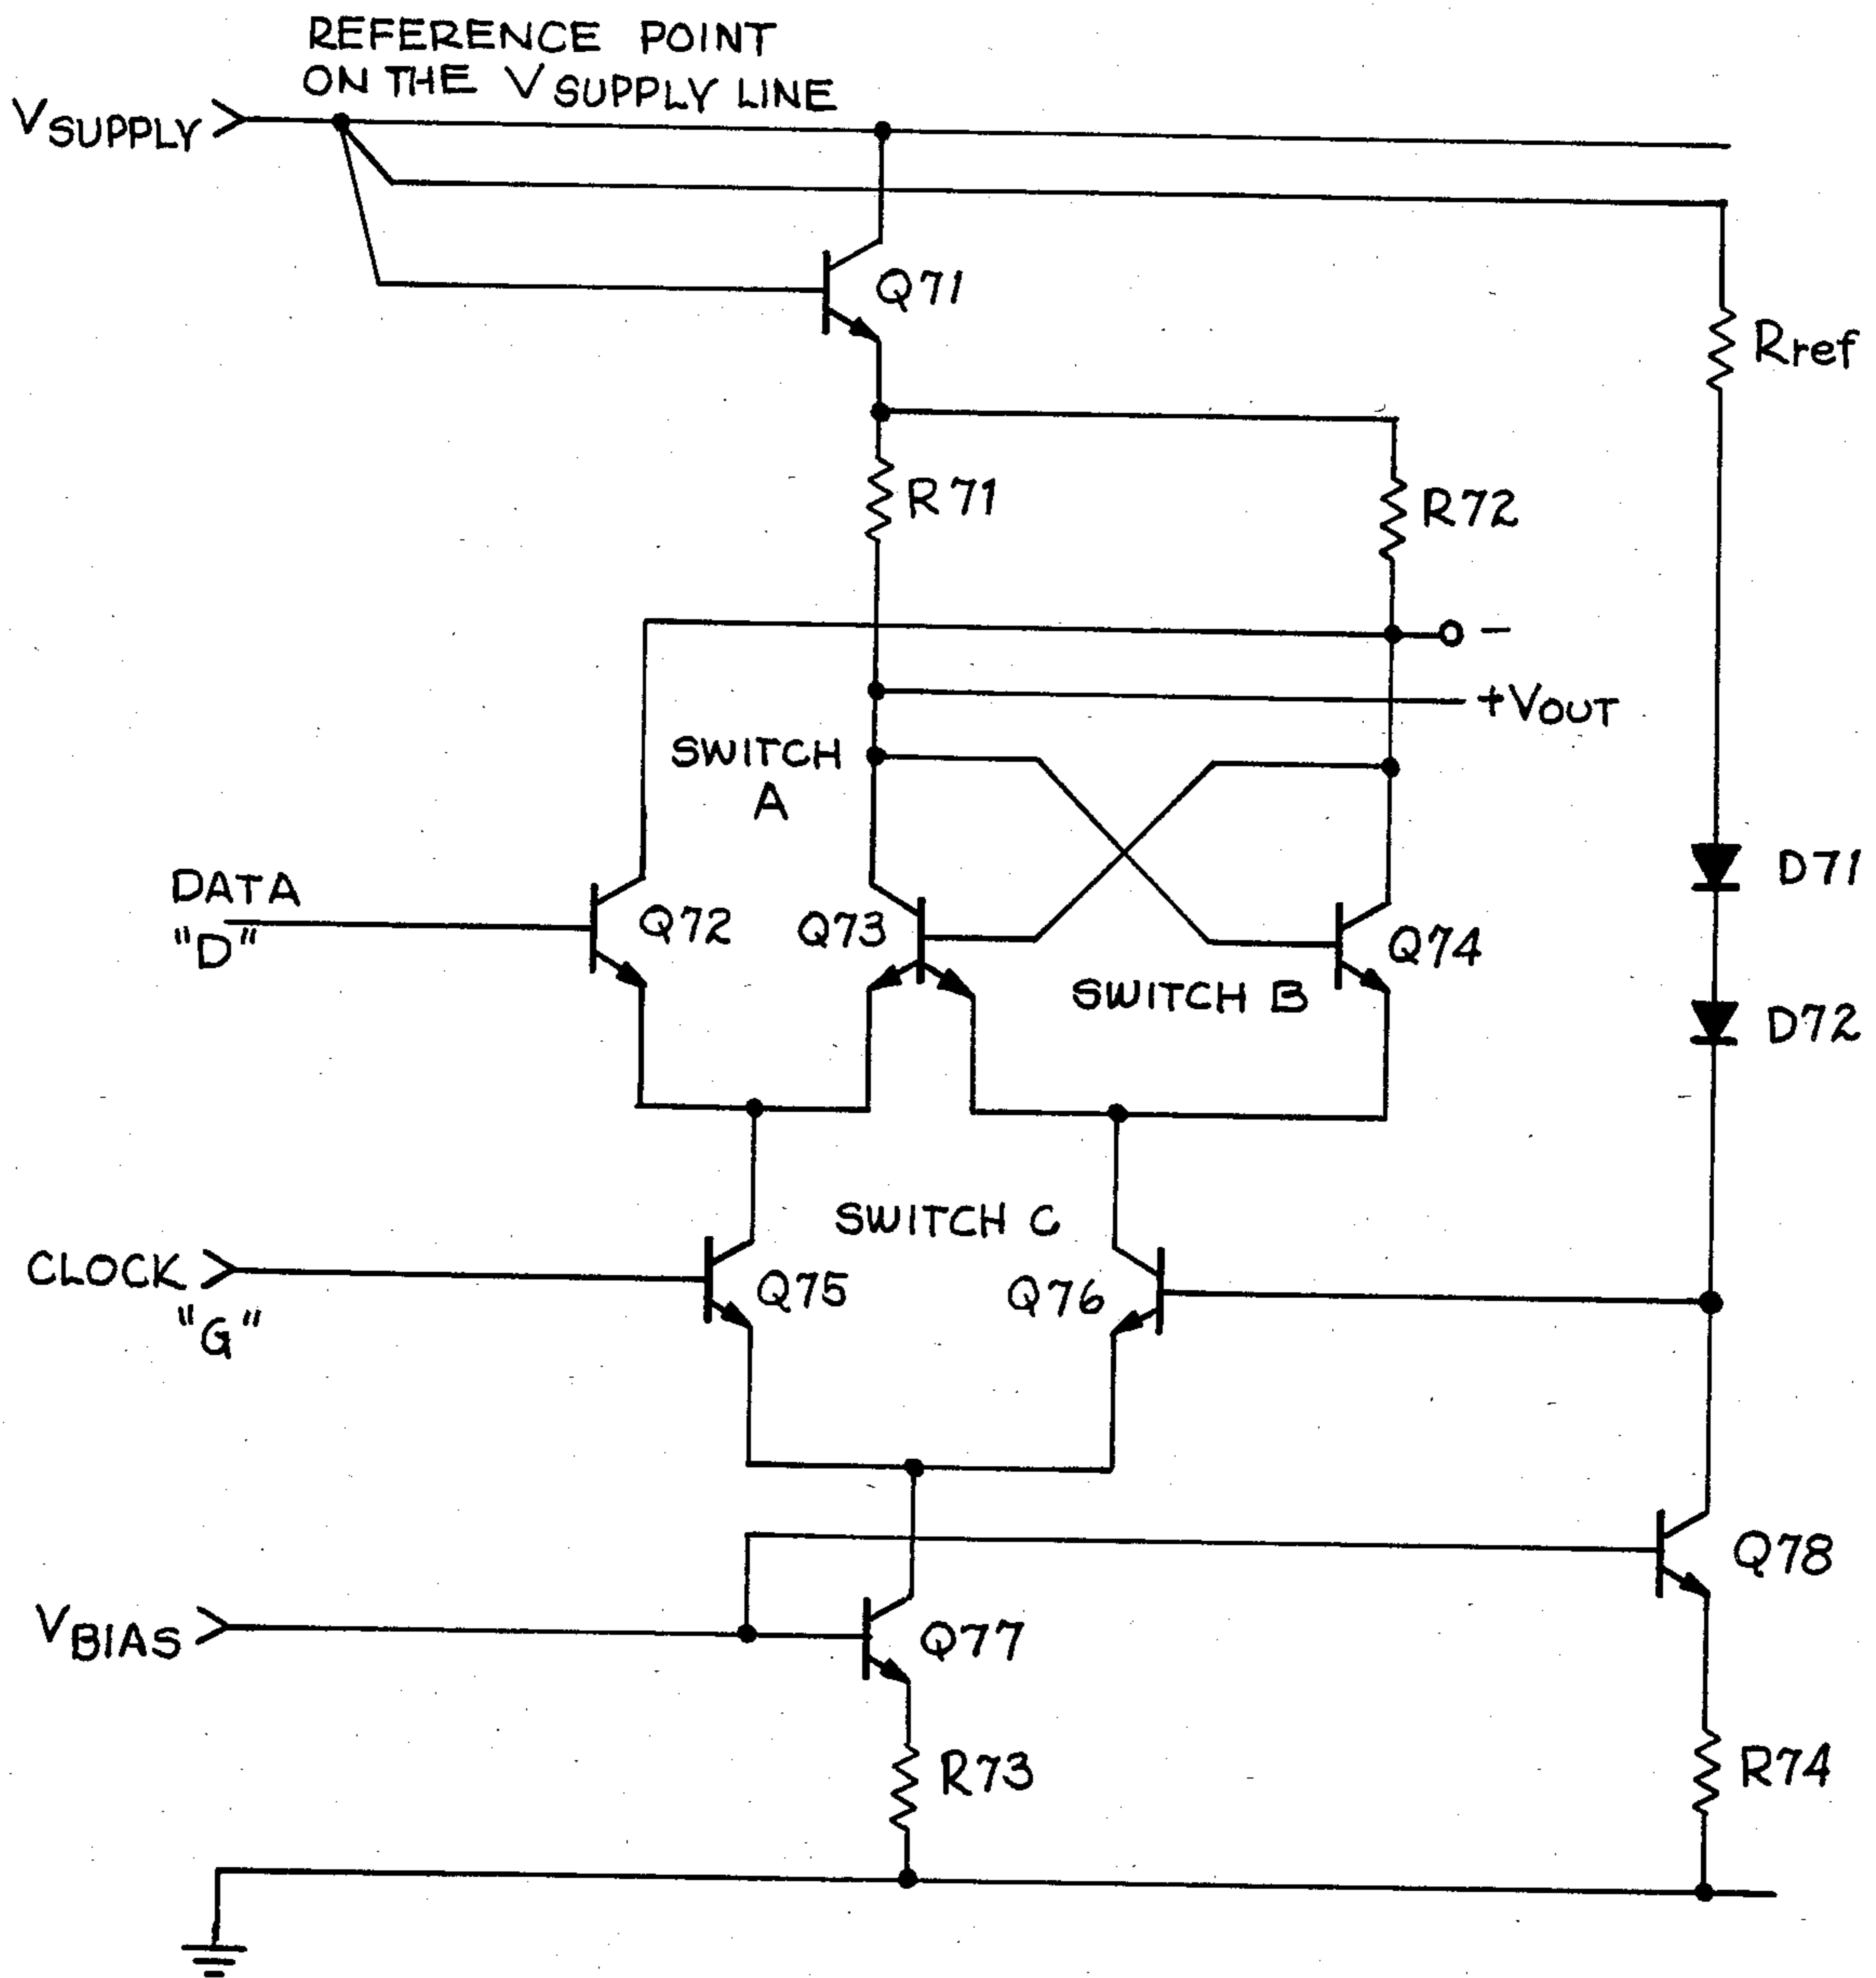 REFERENCE POINT
ON THE VSUPPLY LINE
VSUPPLY
Q71
Rref
R71
R72
−
+VOUT
SWITCH
A
D71
DATA
"D"
Q72
Q73
Q74
SWITCH B
D72
SWITCH C
CLOCK
"G"
Q75
Q76
Q78
VBIAS
Q77
R73
R74